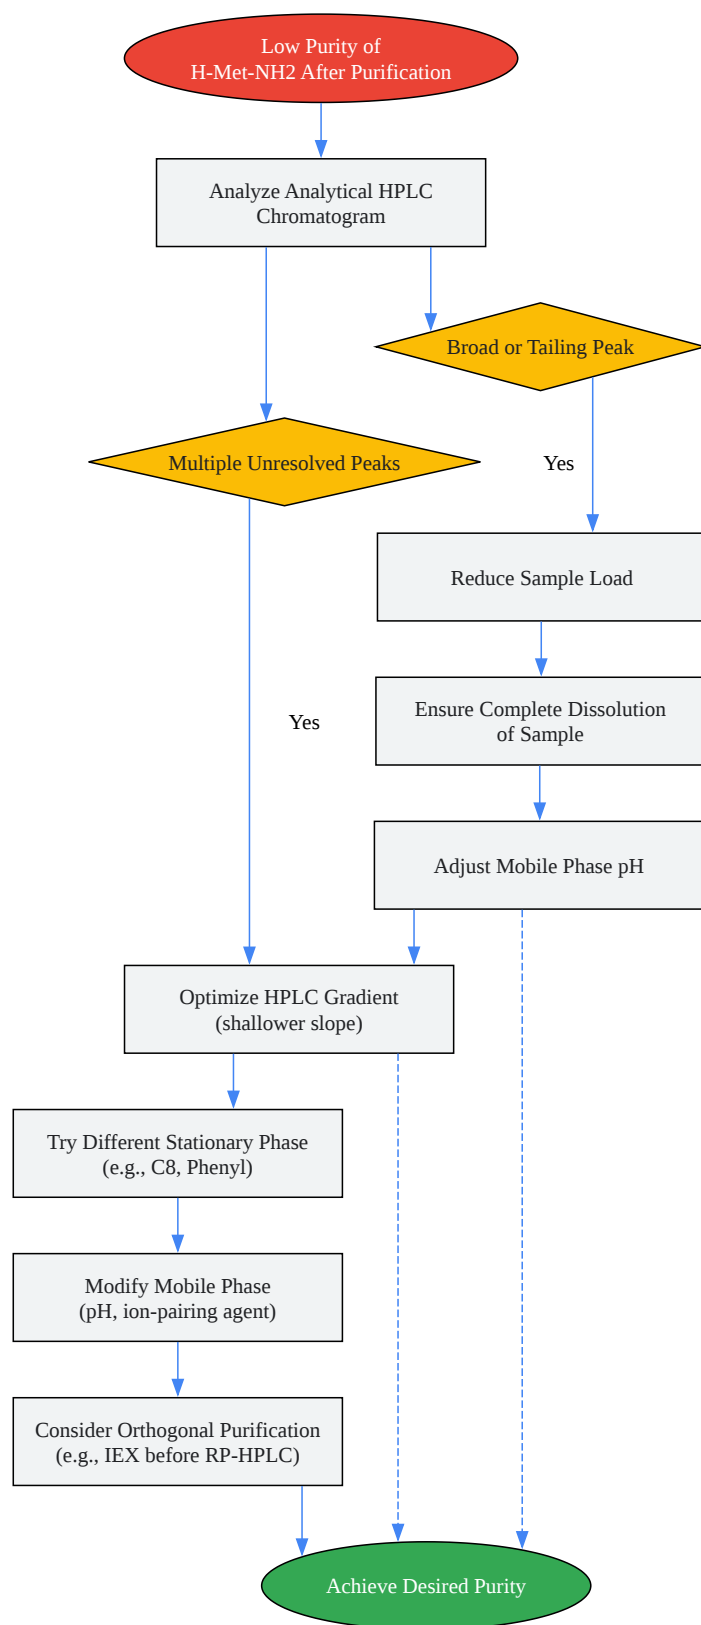 Low Purity of
H-Met-NH2 After Purification
Analyze Analytical HPLC
Chromatogram
Broad or Tailing Peak
Multiple Unresolved Peaks
Yes
Reduce Sample Load
Ensure Complete Dissolution
of Sample
Yes
Adjust Mobile Phase pH
Optimize HPLC Gradient
(shallower slope)
Try Different Stationary Phase
(e.g., C8, Phenyl)
Modify Mobile Phase
(pH, ion-pairing agent)
Consider Orthogonal Purification
(e.g., IEX before RP-HPLC)
Achieve Desired Purity